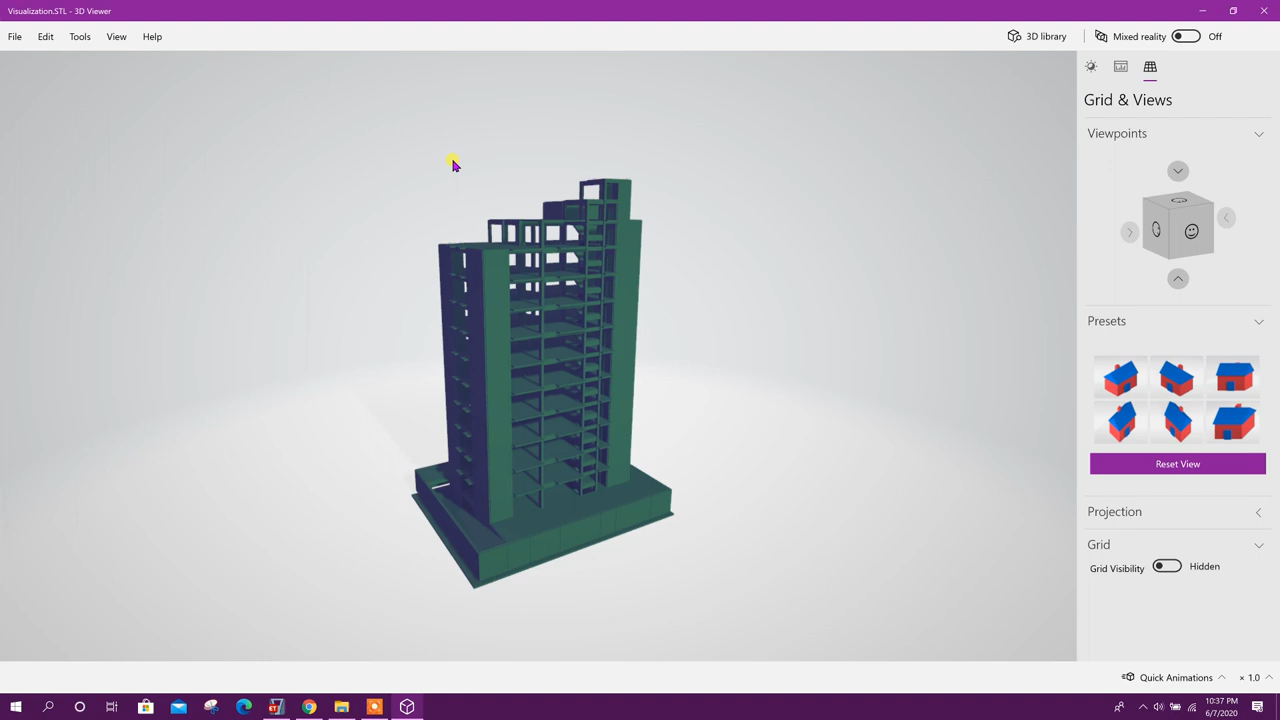 Visualization.STL - 3D Viewer
File Edit Tools View Help
3D library
Mixed reality Off
Grid & Views
Viewpoints
Presets
Reset View
Projection
Grid
Grid Visibility Hidden
Quick Animations × 1.0
ET
10:37 PM
6/7/2020